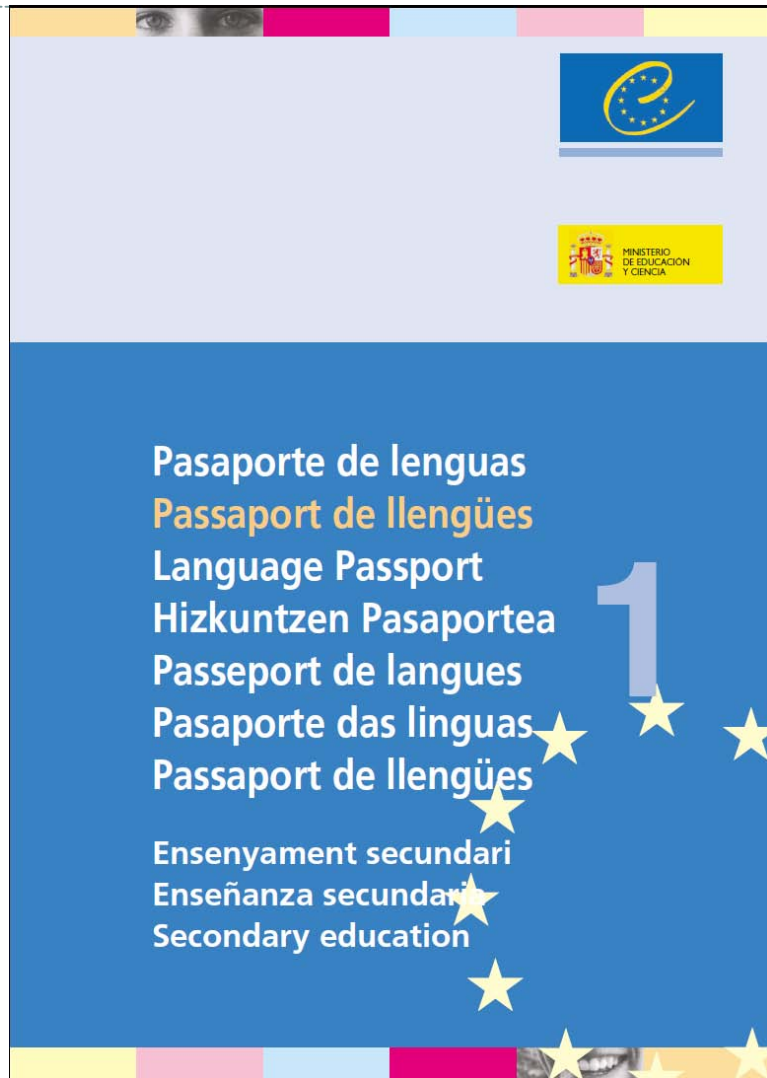 MINISTERIO
DE EDUCACIÓN
Y CIENCIA
Pasaporte de lenguas
Passaport de llengües
Language Passport
Hizkuntzen Pasaportea
Passeport de langues
Pasaporte das linguas
Passaport de llengües
1
Ensenyament secundari
Enseñanza secundaria
Secondary education